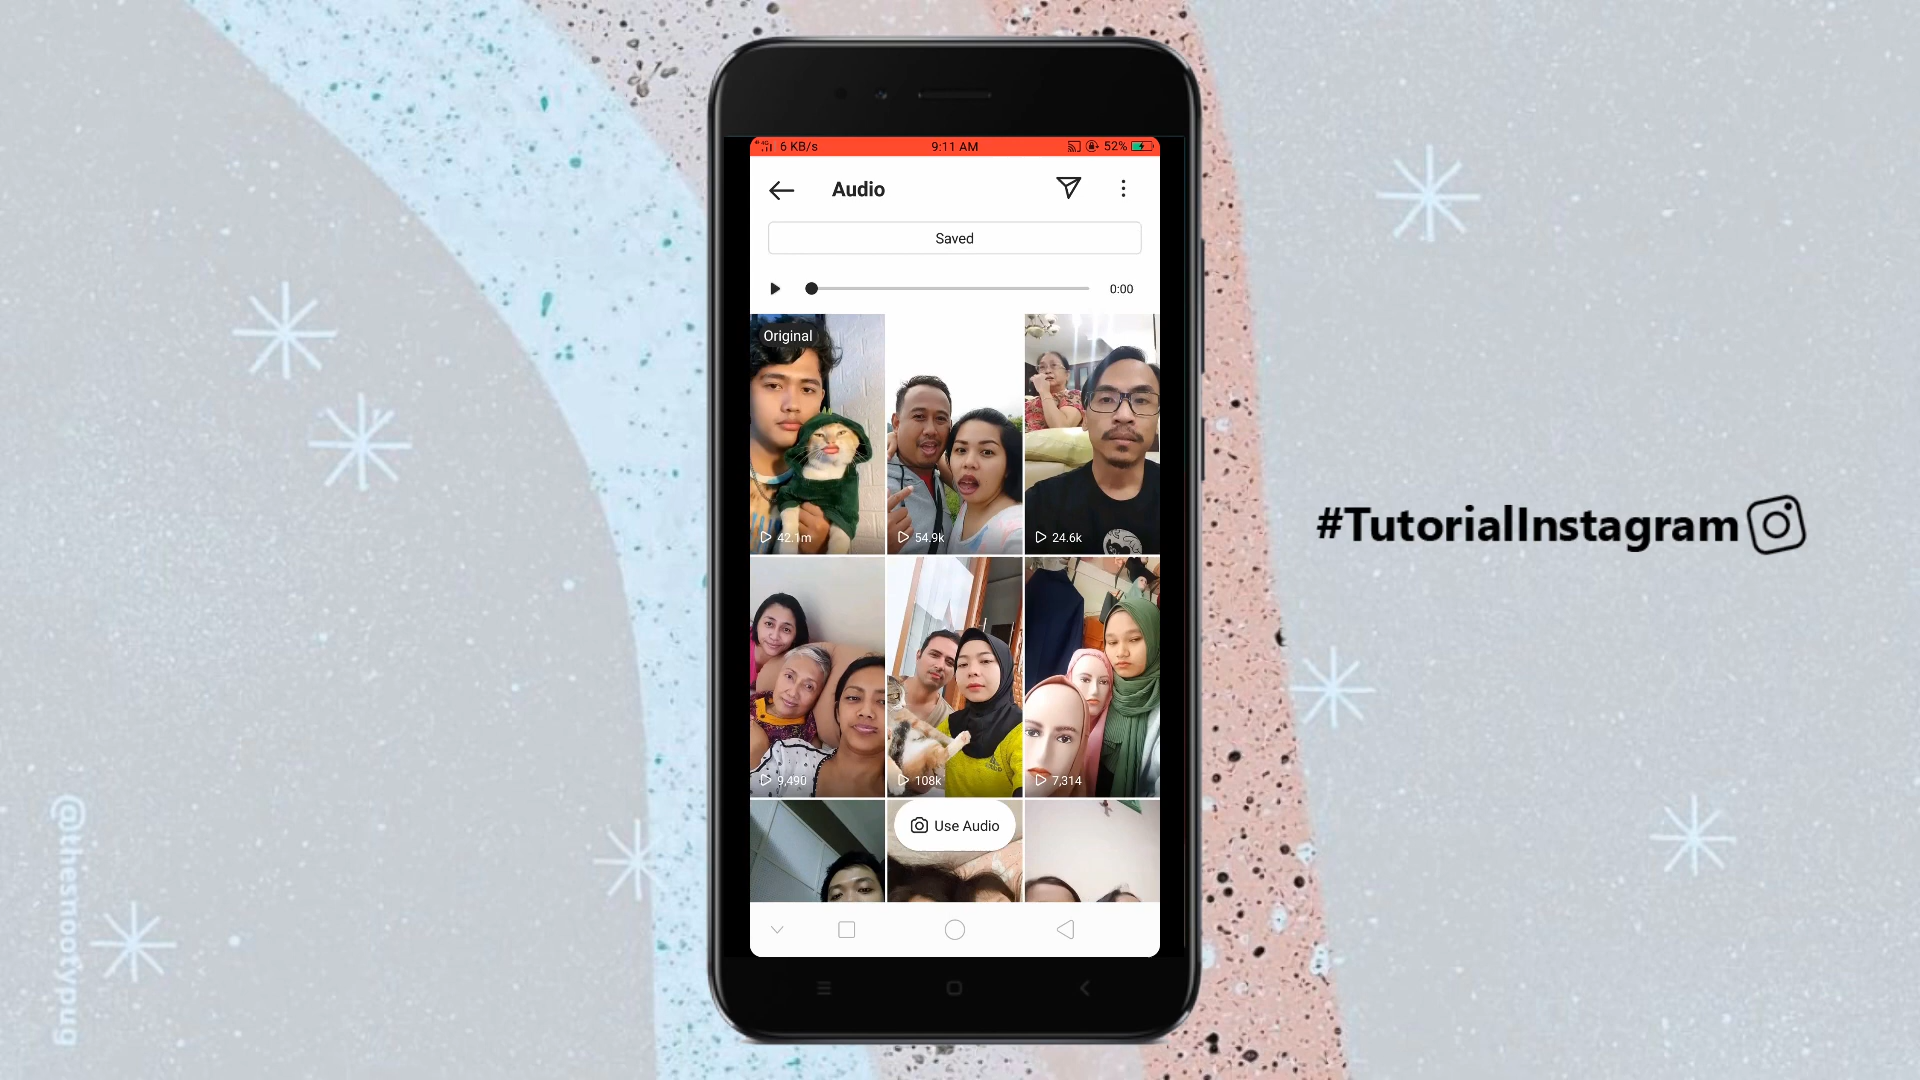 6 KB/s 9:11 AM 52%
Audio
Saved
0:00
Original
42.1m
54.9k
24.6k
9,490
108k
7,314
Use Audio
#TutorialInstagram
@thesnootypug